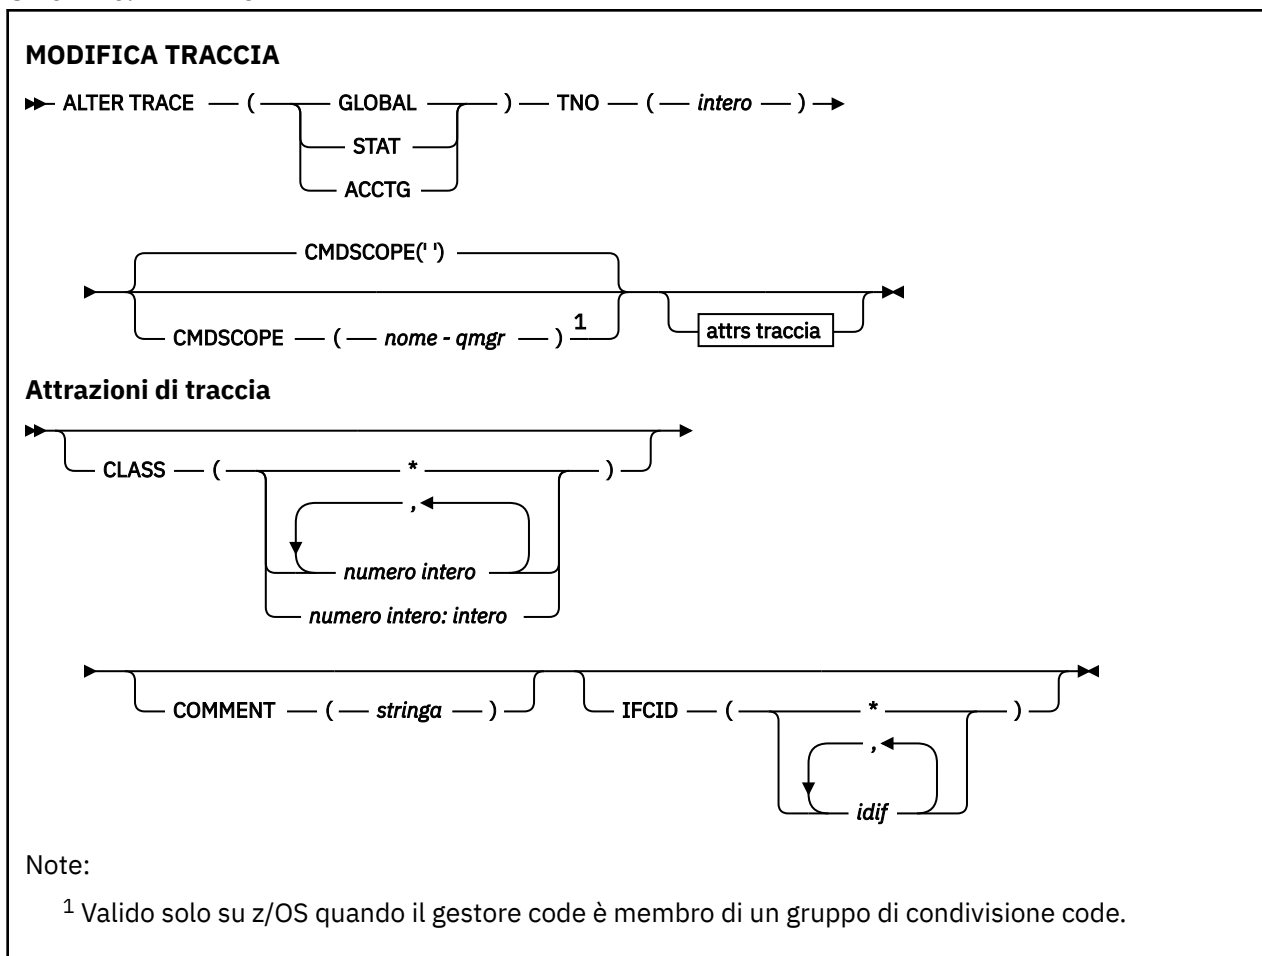 MODIFICA TRACCIA
ALTER TRACE ( GLOBAL ) TNO ( intero )
STAT
ACCTG
CMDSCOPE(' ')
CMDSCOPE ( nome - qmgr ) 1
attrs traccia
Attrazioni di traccia
CLASS ( * )
,
numero intero
numero intero: intero
COMMENT ( stringa )
IFCID ( * )
,
idif
Note:
1 Valido solo su z/OS quando il gestore code è membro di un gruppo di condivisione code.